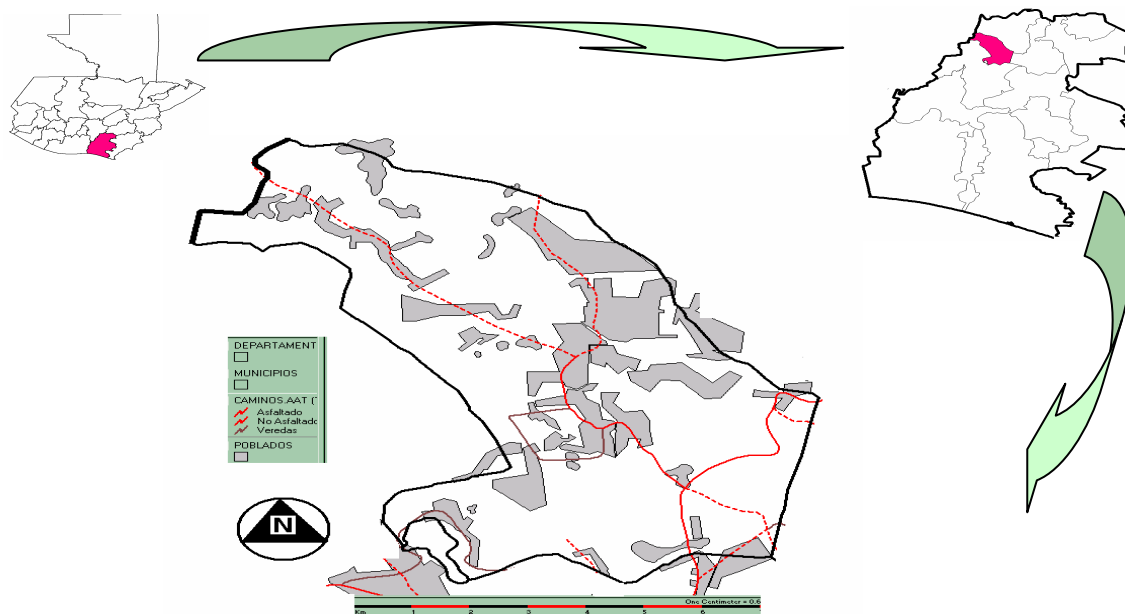 DEPARTAMENT
MUNICIPIOS
CAMINOS.AAT (
Asfaltado
No Asfaltado
Veredas
POBLADOS
N
One Centimeter = 0.6
Km 1 2 3 4 5 6